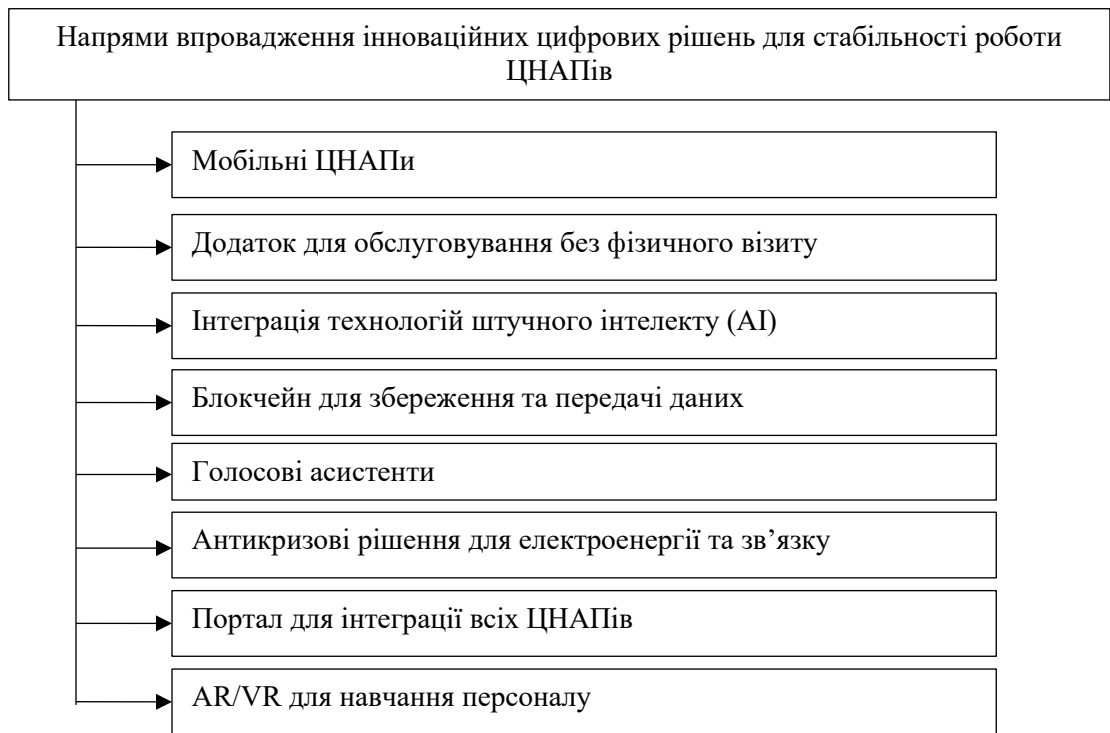 Напрями впровадження інноваційних цифрових рішень для стабільності роботи
ЦНАПів
Мобільні ЦНАПи
Додаток для обслуговування без фізичного візиту
Інтеграція технологій штучного інтелекту (AI)
Блокчейн для збереження та передачі даних
Голосові асистенти
Антикризові рішення для електроенергії та зв’язку
Портал для інтеграції всіх ЦНАПів
AR/VR для навчання персоналу